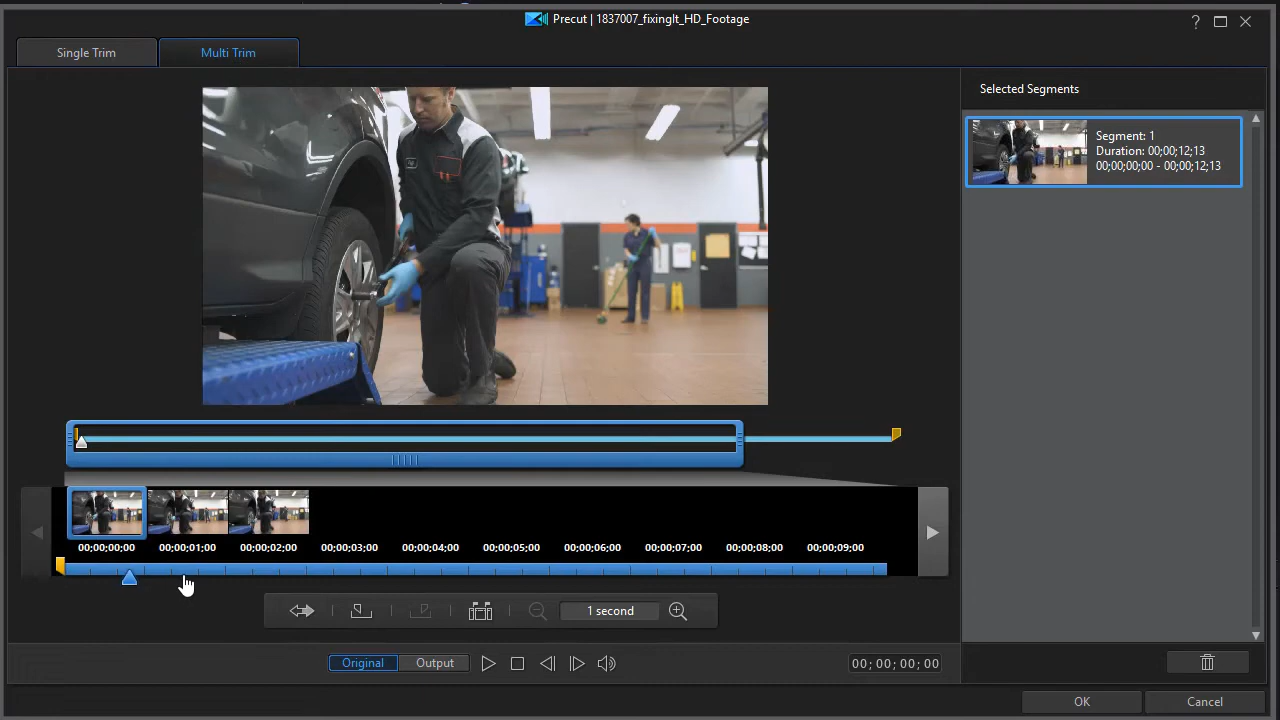 Precut | 1837007_fixingIt_HD_Footage
?
Single Trim
Multi Trim
Selected Segments
Segment: 1
Duration: 00;00;12;13
00;00;00;00 - 00;00;12;13
00;00;00;00 00;00;01;00 00;00;02;00 00;00;03;00 00;00;04;00 00;00;05;00 00;00;06;00 00;00;07;00 00;00;08;00 00;00;09;00
1 second
Original Output
00; 00; 00; 00
OK Cancel